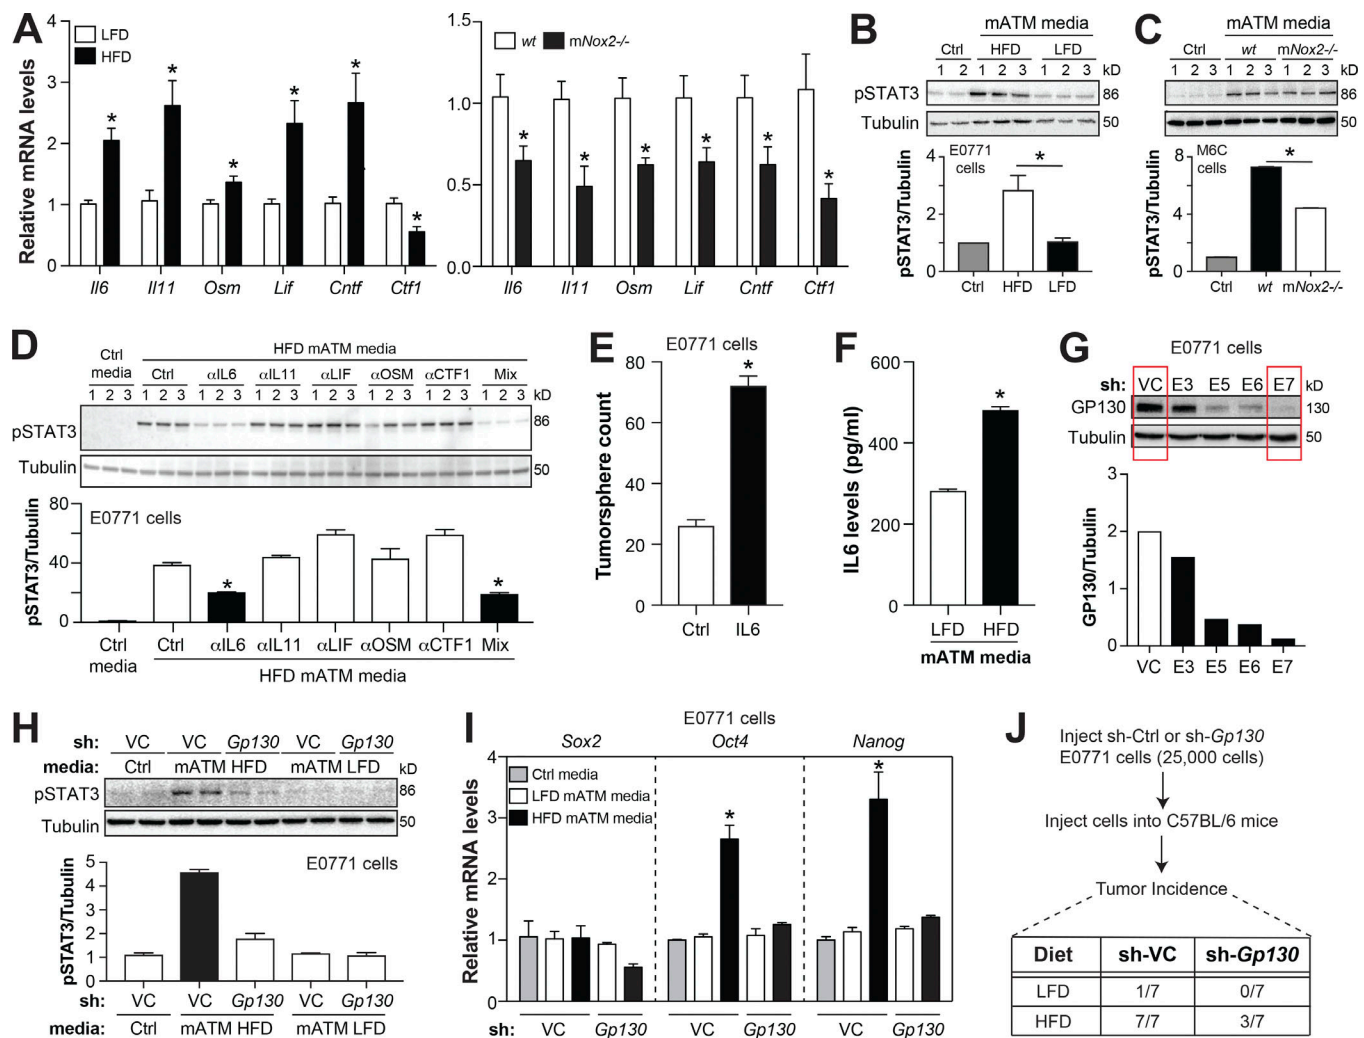 A
Relative mRNA levels
4
3
2
1
0
LFD
HFD
Il6 Il11 Osm Lif Cntf Ctf1
* * * * * *
1.5
1.0
0.5
0.0
wt mNox2-/-
Il6 Il11 Osm Lif Cntf Ctf1
* * * * * *
B
mATM media
Ctrl HFD LFD
1 2 1 2 3 1 2 3 kD
pSTAT3 86
Tubulin 50
pSTAT3/Tubulin
4
2
0
E0771
cells
*
Ctrl HFD LFD
C
mATM media
Ctrl wt mNox2-/-
1 2 3 1 2 3 1 2 3 kD
86
50
pSTAT3/Tubulin
8
4
0
M6C
cells
*
Ctrl wt mNox2-/-
D
Ctrl
media
HFD mATM media
Ctrl αIL6 αIL11 αLIF αOSM αCTF1 Mix
1 2 3 1 2 3 1 2 3 1 2 3 1 2 3 1 2 3 1 2 3 1 2 3 kD
pSTAT3 86
Tubulin 50
pSTAT3/Tubulin
80
40
0
E0771 cells
* *
Ctrl
media
Ctrl αIL6 αIL11 αLIF αOSM αCTF1 Mix
HFD mATM media
E
E0771 cells
Tumorsphere count
80
60
40
20
0
*
Ctrl IL6
F
IL6 levels (pg/ml)
600
400
200
0
*
LFD HFD
mATM media
G
E0771 cells
sh: VC E3 E5 E6 E7 kD
GP130 130
Tubulin 50
GP130/Tubulin
3
2
1
0
VC E3 E5 E6 E7
H
sh: VC VC Gp130 VC Gp130
media: Ctrl mATM HFD mATM LFD kD
pSTAT3 86
Tubulin 50
pSTAT3/Tubulin
5
4
3
2
1
0
E0771 cells
sh: VC VC Gp130 VC Gp130
media: Ctrl mATM HFD mATM LFD
I
E0771 cells
Sox2 Oct4 Nanog
Relative mRNA levels
4
2
1
0
Ctrl media
LFD mATM media
HFD mATM media
* *
sh: VC Gp130 VC Gp130 VC Gp130
J
Inject sh-Ctrl or sh-Gp130
E0771 cells (25,000 cells)
Inject cells into C57BL/6 mice
Tumor Incidence
Diet sh-VC sh-Gp130
LFD 1/7 0/7
HFD 7/7 3/7